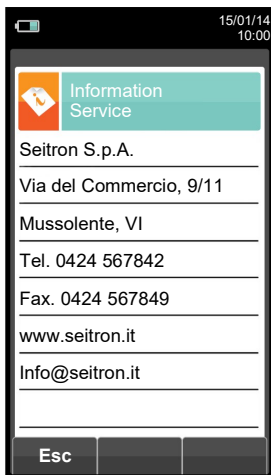 15/01/14
10:00
Information
Service
Seitron S.p.A.
Via del Commercio, 9/11
Mussolente, VI
Tel. 0424 567842
Fax. 0424 567849
www.seitron.it
Info@seitron.it
Esc